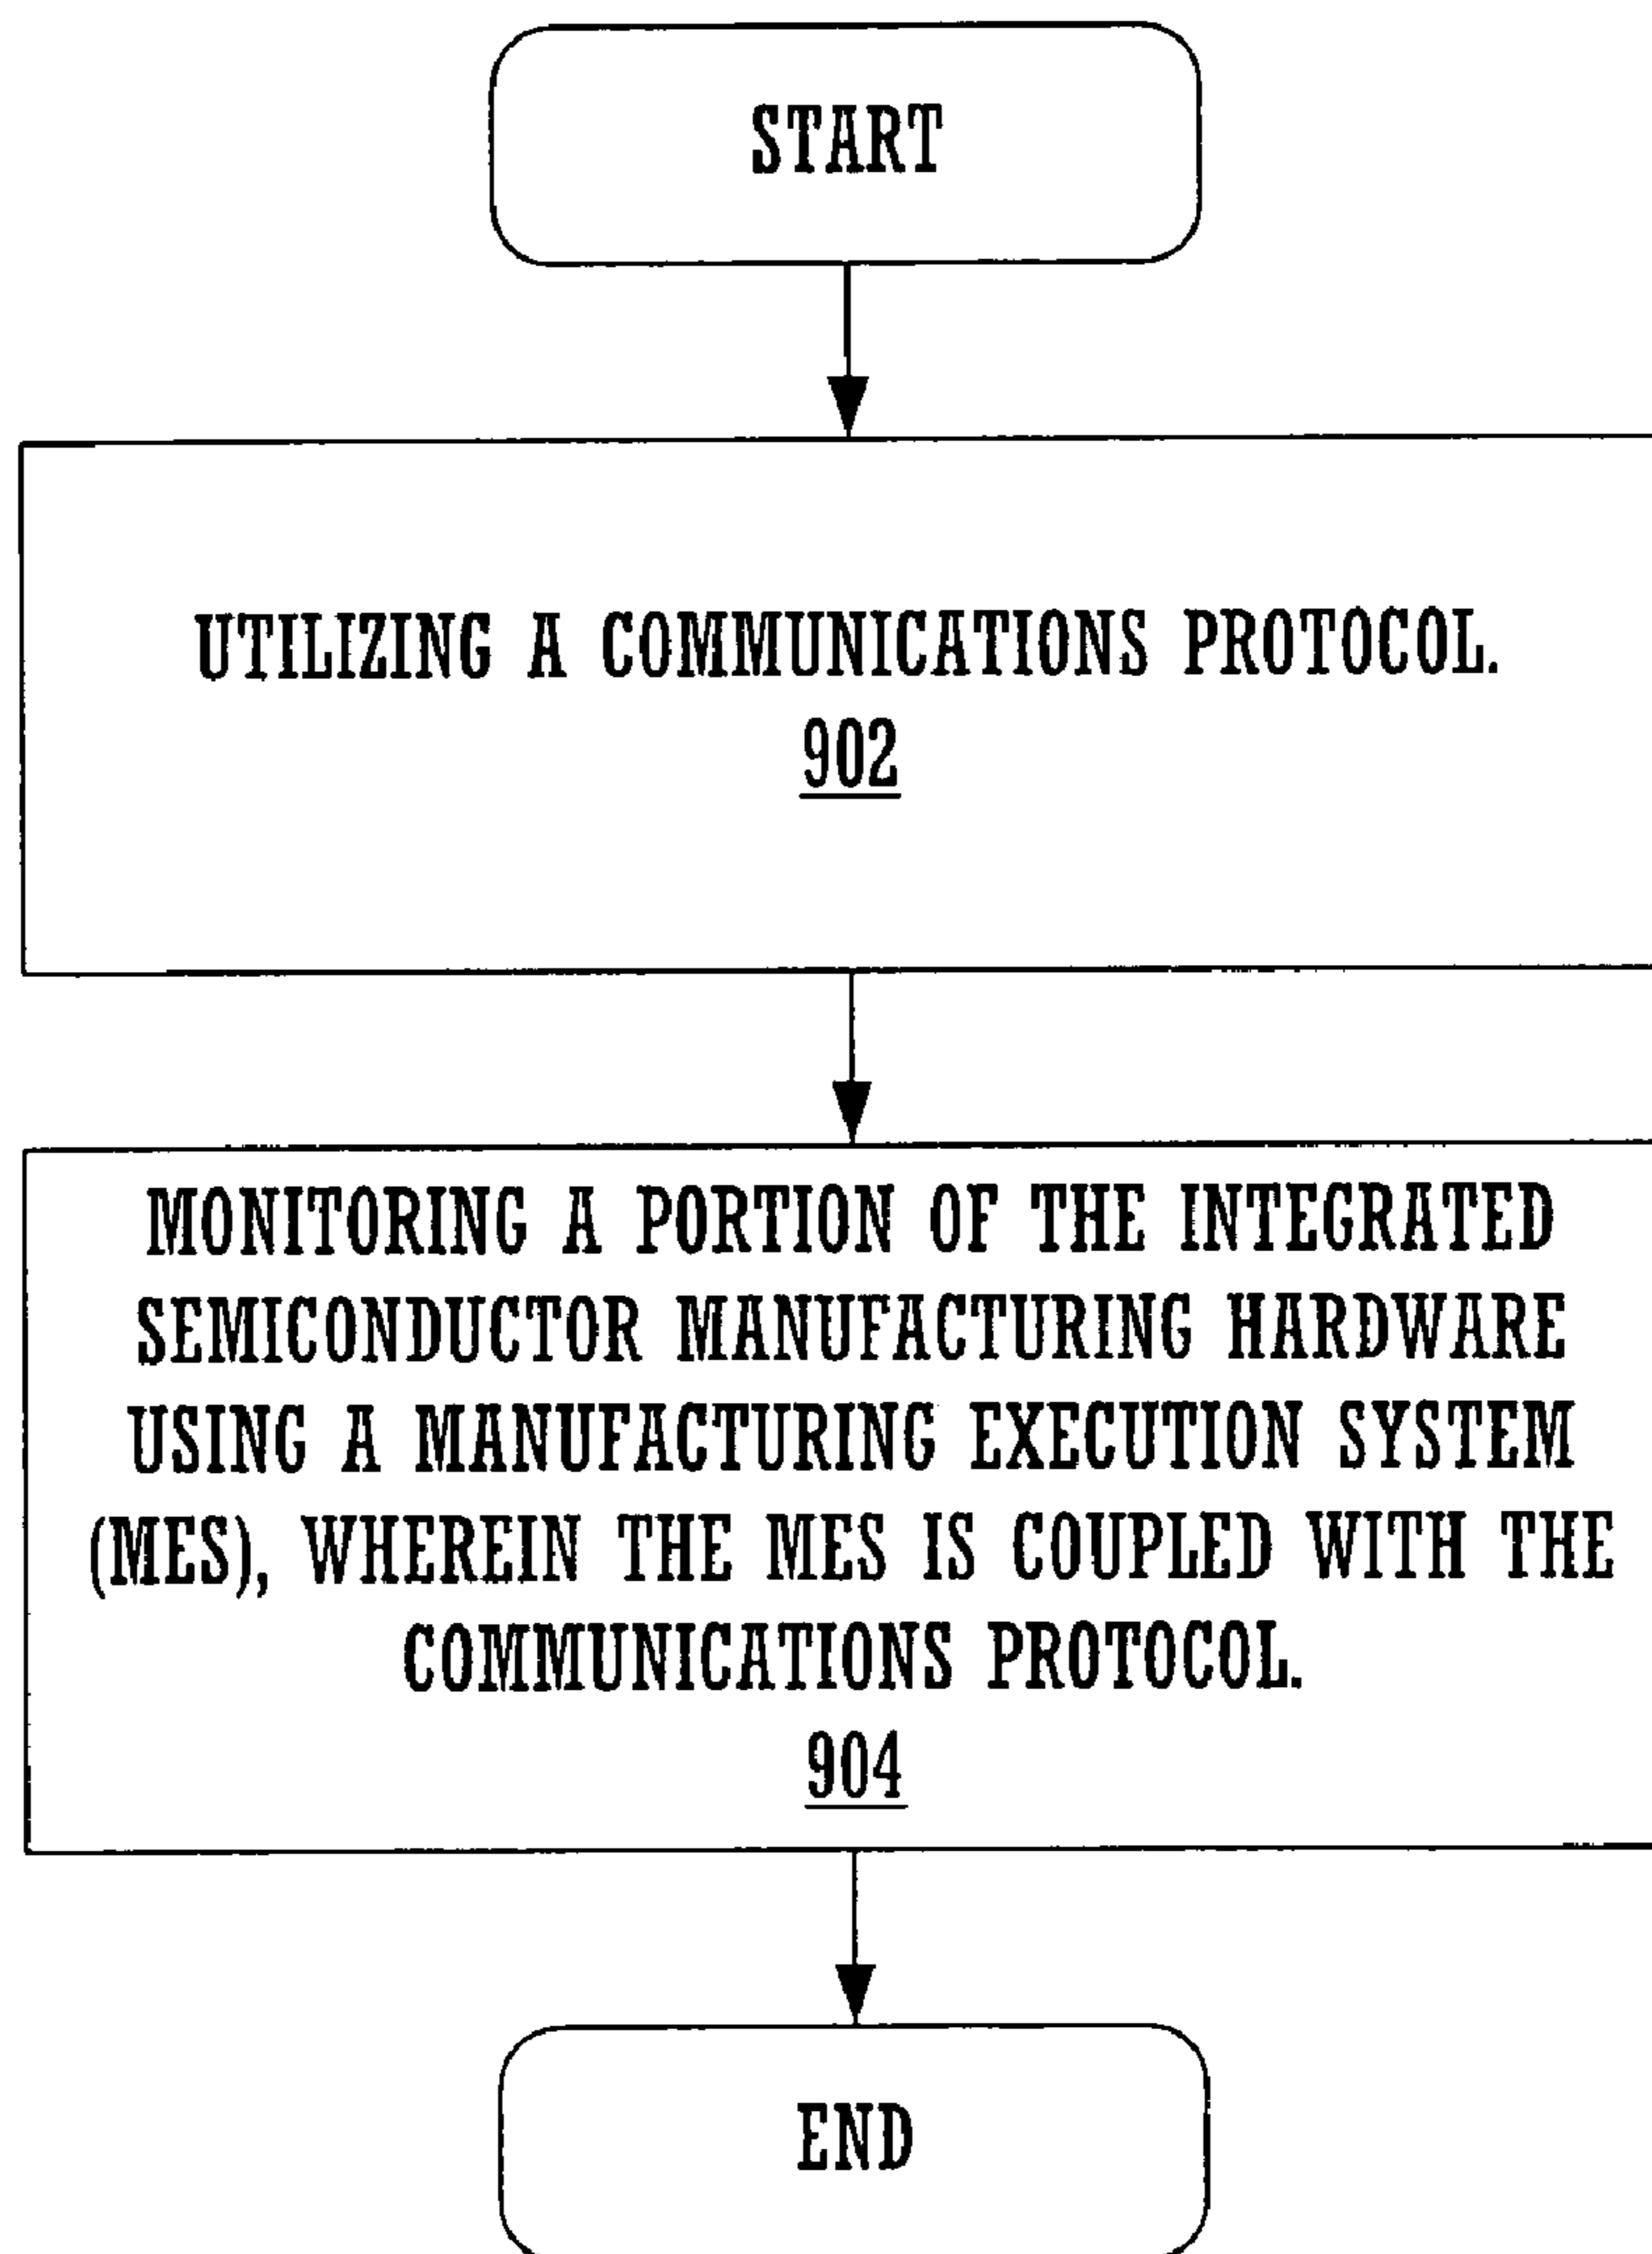 START
UTILIZING A COMMUNICATIONS PROTOCOL.
902
MONITORING A PORTION OF THE INTEGRATED
SEMICONDUCTOR MANUFACTURING HARDWARE
USING A MANUFACTURING EXECUTION SYSTEM
(MES), WHEREIN THE MES IS COUPLED WITH THE
COMMUNICATIONS PROTOCOL.
904
END